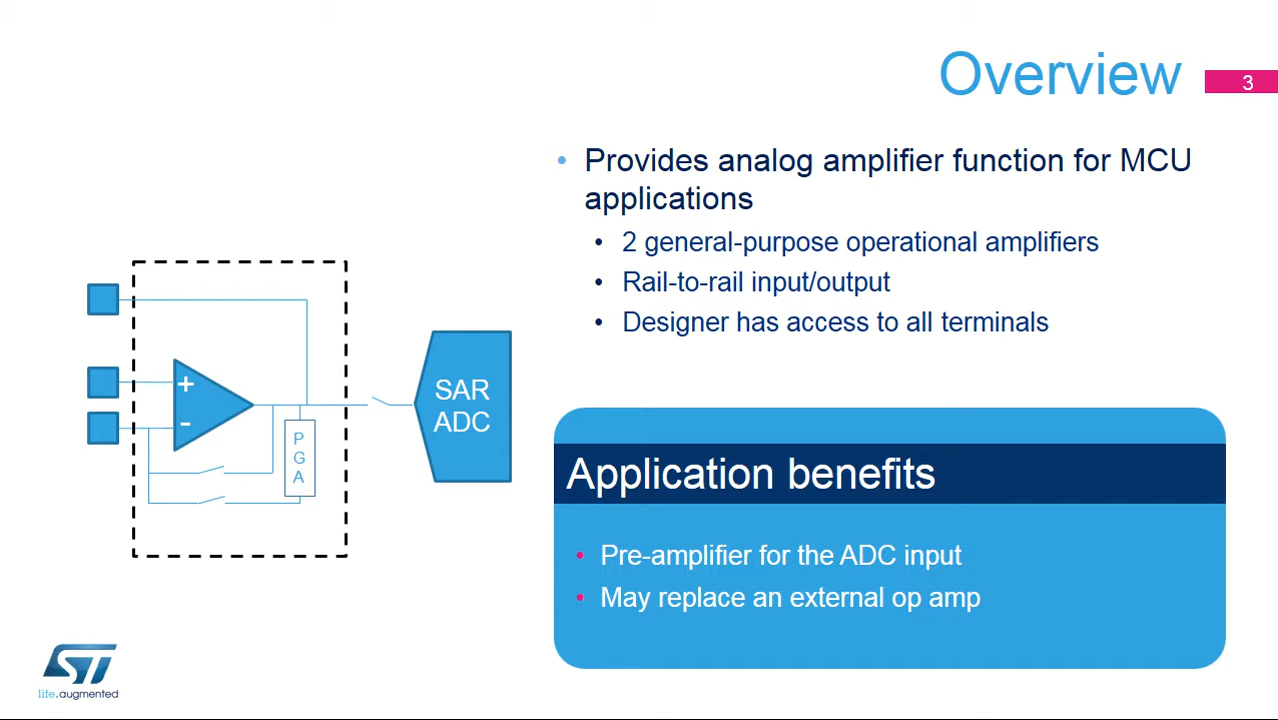 Overview
3
• Provides analog amplifier function for MCU
applications
• 2 general-purpose operational amplifiers
• Rail-to-rail input/output
• Designer has access to all terminals
+
-
P
G
A
SAR
ADC
Application benefits
• Pre-amplifier for the ADC input
• May replace an external op amp
ST
life.augmented